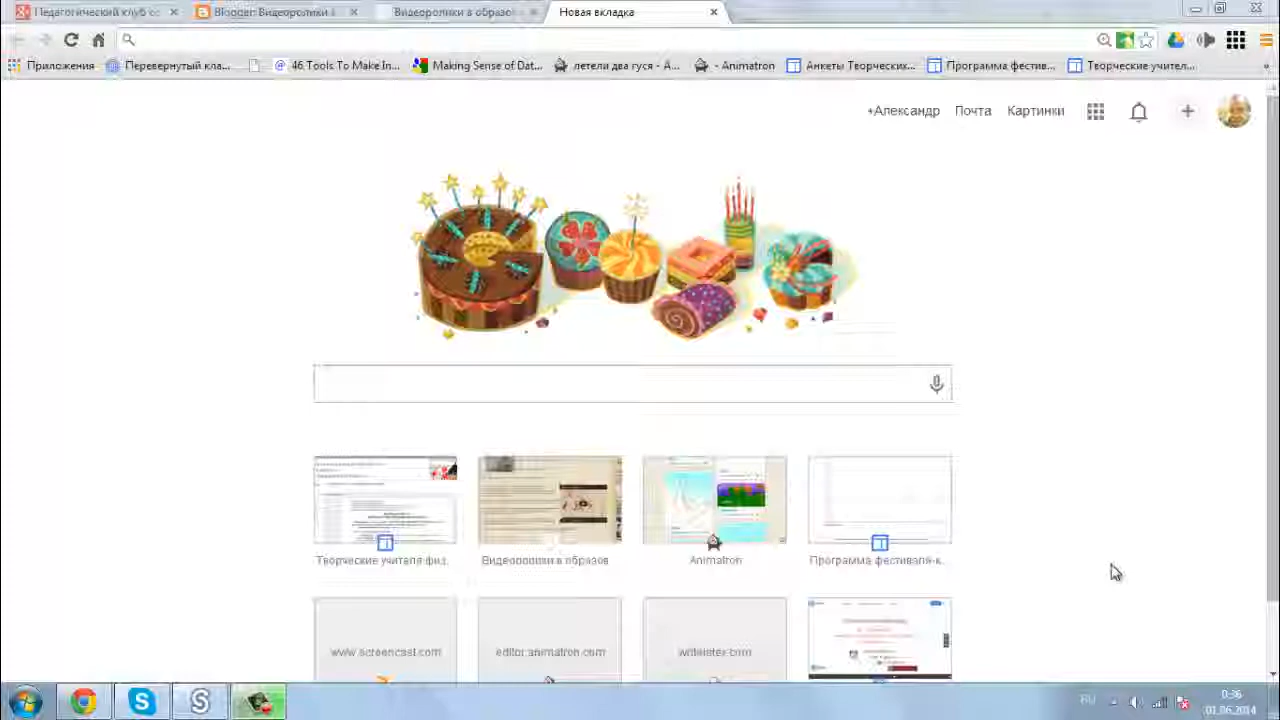 Педагогический клуб ос
Blogger: Видеоролики в
Видеоролики в образо
Новая вкладка
Приложения
Перевернутый кла...
46 Tools To Make In...
Making Sense of Dat...
летели два гуся - A...
- Animatron
Анкеты Творческих...
Программа фестив...
Творческие учител...
+Александр
Почта
Картинки
Творческие учителя-физ..
Видеоролики в образов
Animatron
Программа фестиваля-к..
www.screencast.com
editor.animatron.com
RU
0:36
01.06.2014